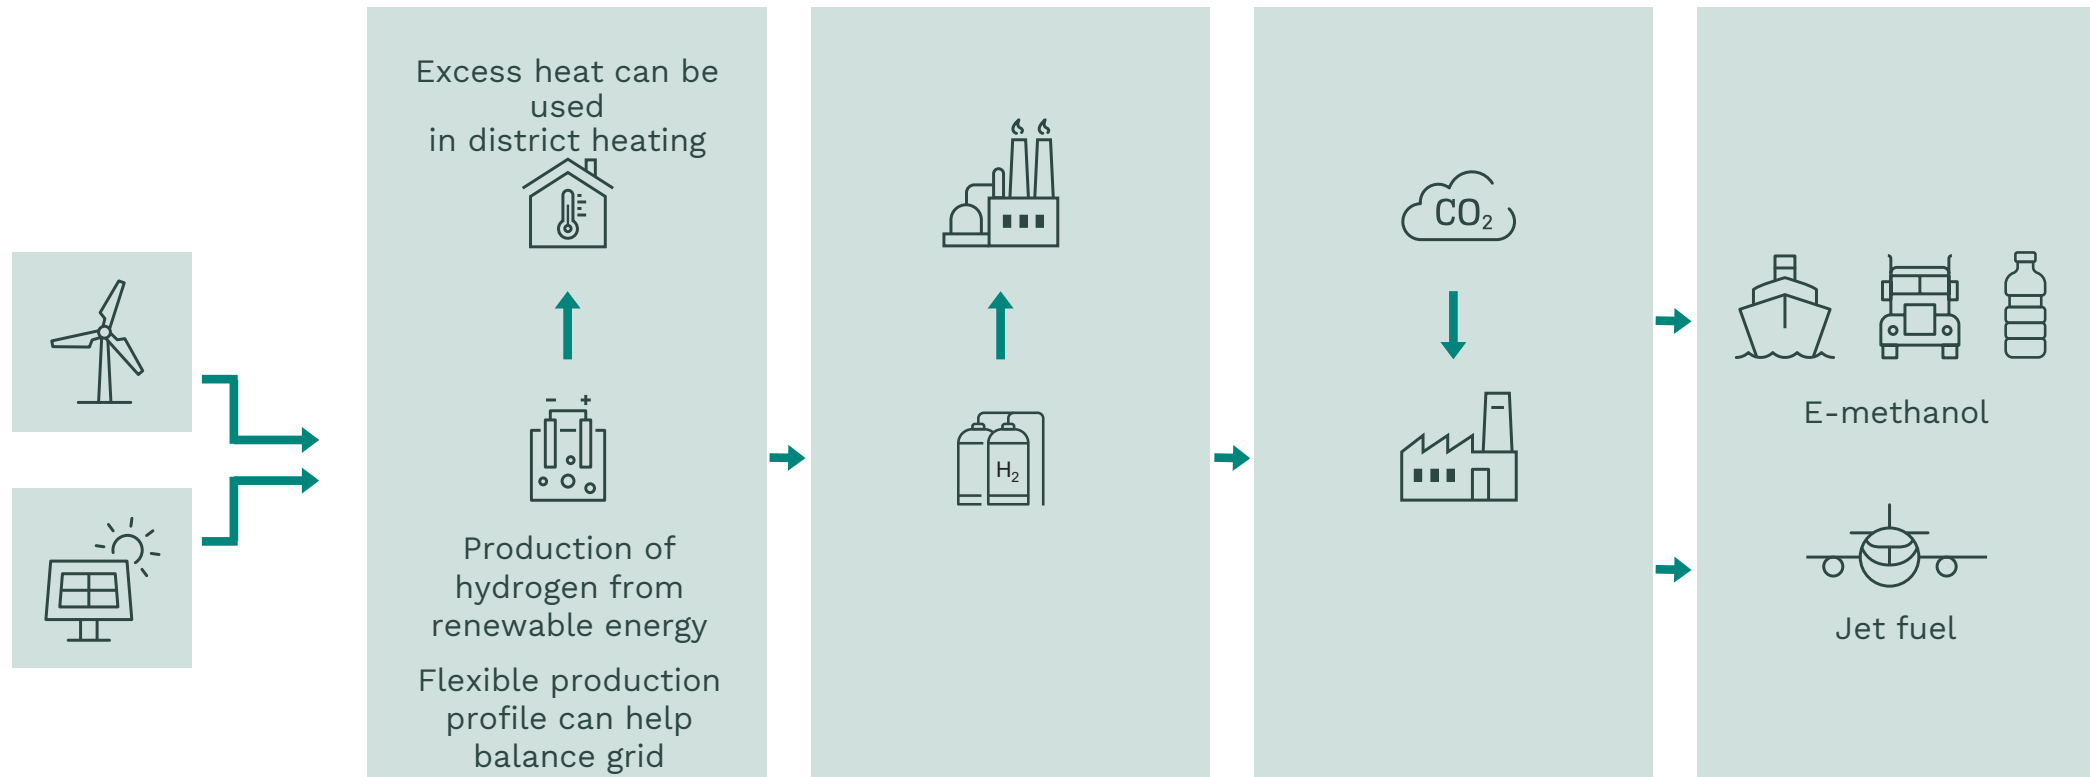 Excess heat can be
used
in district heating
- +
Production of
hydrogen from
renewable energy
Flexible production
profile can help
balance grid
H₂
CO₂
E-methanol
Jet fuel